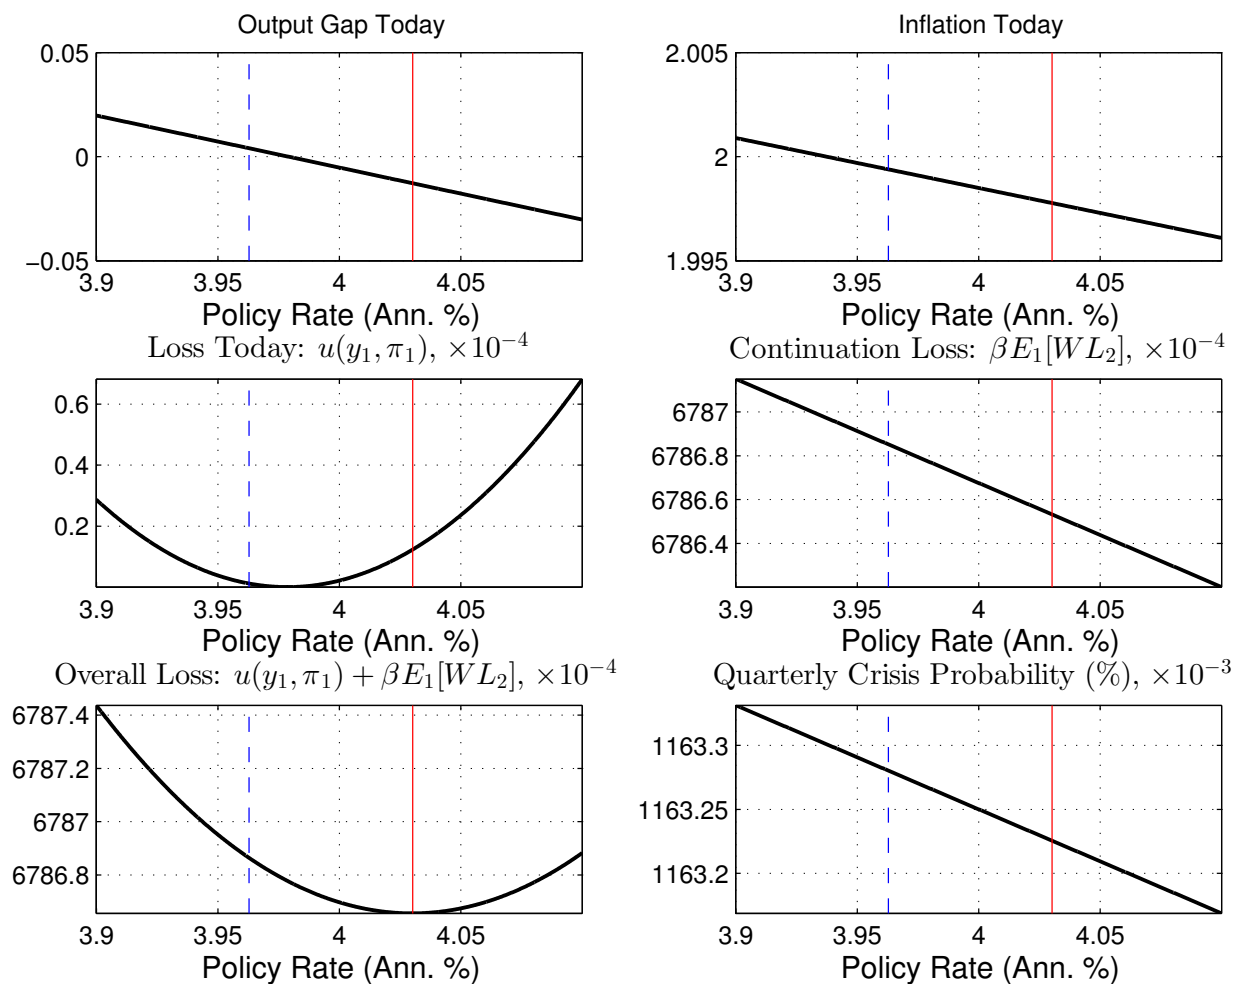 Output Gap Today
0.05
0
−0.05
3.9 3.95 4 4.05
Policy Rate (Ann. %)
Inflation Today
2.005
2
1.995
3.9 3.95 4 4.05
Policy Rate (Ann. %)
Loss Today: u(y₁, π₁), ×10⁻⁴
0.6
0.4
0.2
3.9 3.95 4 4.05
Policy Rate (Ann. %)
Continuation Loss: βE₁[WL₂], ×10⁻⁴
6787
6786.8
6786.6
6786.4
3.9 3.95 4 4.05
Policy Rate (Ann. %)
Overall Loss: u(y₁, π₁) + βE₁[WL₂], ×10⁻⁴
6787.4
6787.2
6787
6786.8
3.9 3.95 4 4.05
Policy Rate (Ann. %)
Quarterly Crisis Probability (%), ×10⁻³
1163.3
1163.25
1163.2
3.9 3.95 4 4.05
Policy Rate (Ann. %)